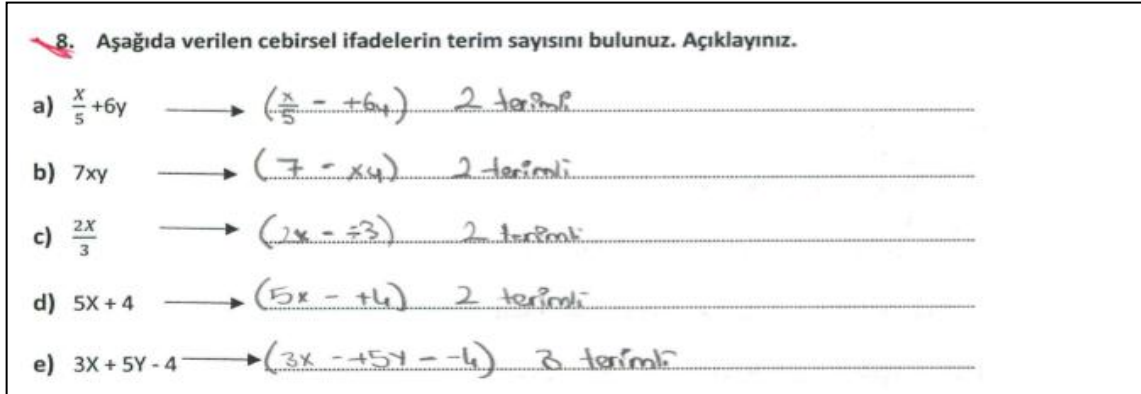 8. Aşağıda verilen cebirsel ifadelerin terim sayısını bulunuz. Açıklayınız.
a) x/5 +6y → (x/5 - +6y) 2 terimli
b) 7xy → (7 - xy) 2 terimli
c) 2X/3 → (2x - ÷3) 2 terimli
d) 5X + 4 → (5x - +4) 2 terimli
e) 3X + 5Y - 4 → (3x - +5Y - -4) 3 terimli